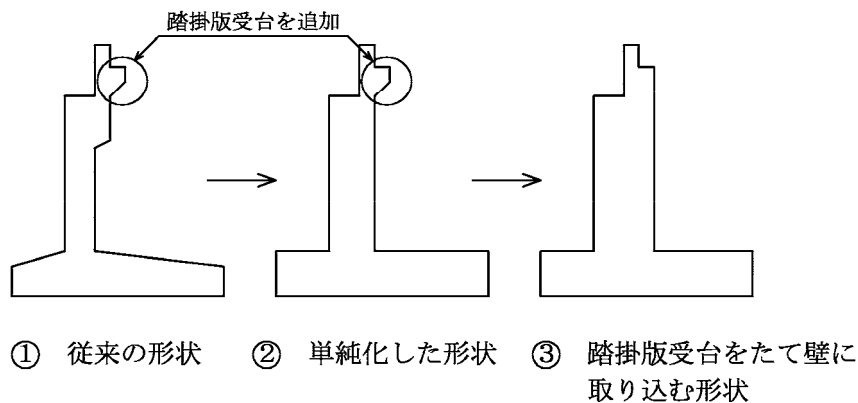 踏掛版受台を追加
① 従来の形状
② 単純化した形状
③ 踏掛版受台をたて壁に
取り込む形状